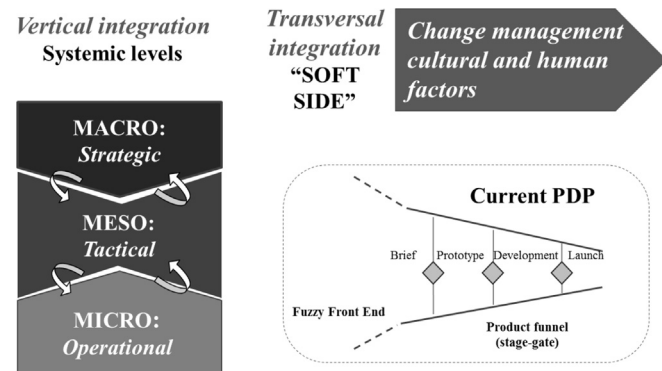 Vertical integration
Systemic levels
Transversal
integration
“SOFT
SIDE”
Change management
cultural and human
factors
MACRO:
Strategic
MESO:
Tactical
MICRO:
Operational
Current PDP
Brief
Prototype
Development
Launch
Fuzzy Front End
Product funnel
(stage-gate)